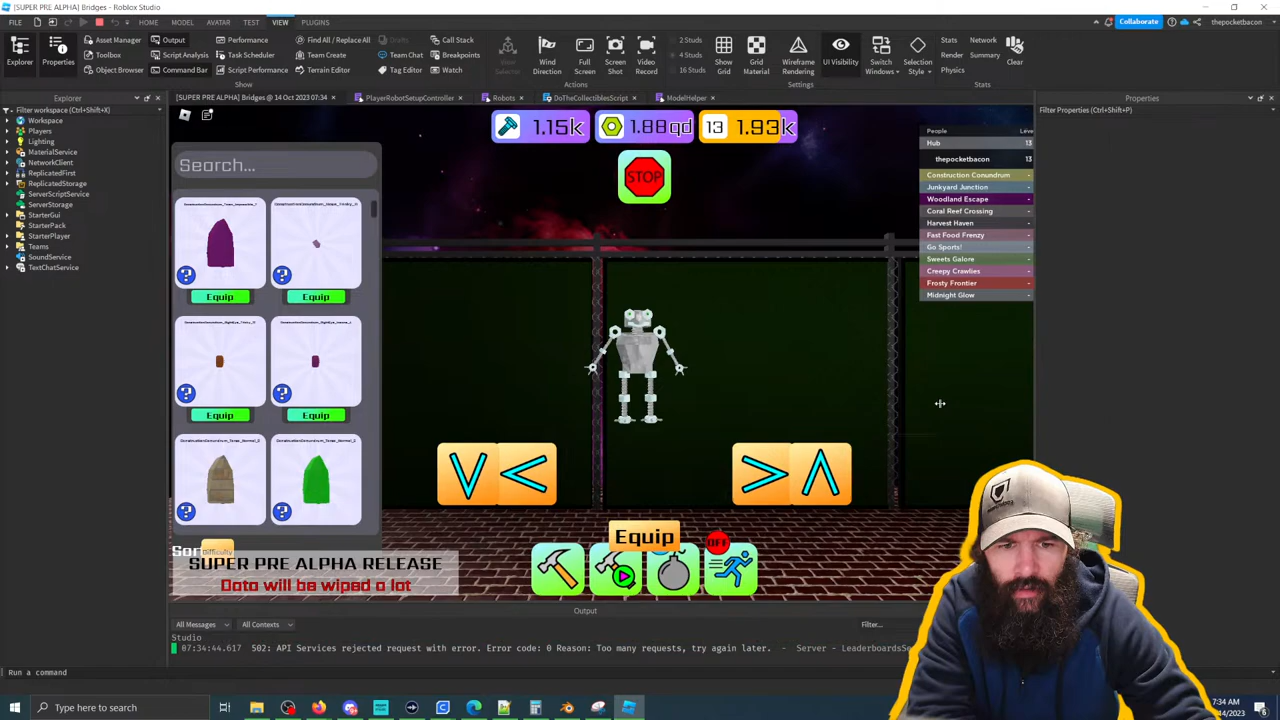 [SUPER PRE ALPHA] Bridges - Roblox Studio
FILE HOME MODEL AVATAR TEST VIEW PLUGINS Collaborate thepocketbacon
Explorer Properties
Asset Manager Output
Toolbox Script Analysis
Object Browser Command Bar
Show
Performance Find All / Replace All Drafts Call Stack
Task Scheduler Team Create Team Chat Breakpoints
Script Performance Terrain Editor Tag Editor Watch
Wind Direction Full Screen Screen Shot Video Record
Actions
2 Studs
4 Studs
16 Studs
Show Grid Grid Material Wireframe Rendering UI Visibility Switch Windows Selection Style
Settings
Stats Network
Render Summary
Physics
Clear
Stats
Explorer
Filter workspace (Ctrl+Shift+X)
Workspace
Players
Lighting
MaterialService
NetworkClient
ReplicatedFirst
ReplicatedStorage
ServerScriptService
ServerStorage
StarterGui
StarterPack
StarterPlayer
Teams
SoundService
TextChatService
[SUPER PRE ALPHA] Bridges @ 14 Oct 2023 07:34 PlayerRobotSetupController Robots DoTheCollectiblesScript ModelHelper
Search...
Equip Equip
Equip Equip
1.15k 1.88qd 13 1.93k
STOP
People
Hub 13
thepocketbacon 13
Construction Conundrum -
Junkyard Junction -
Woodland Escape -
Coral Reef Crossing -
Harvest Haven -
Fast Food Frenzy -
Go Sports! -
Sweets Galore -
Creepy Crawlies -
Frosty Frontier -
Midnight Glow -
Properties
Filter Properties (Ctrl+Shift+P)
Equip
OFF
Difficulty
SUPER PRE ALPHA RELEASE
Data will be wiped a lot
Output
All Messages All Contexts Filter...
Studio
07:34:44.617 502: API Services rejected request with error. Error code: 0 Reason: Too many requests, try again later. - Server -
Run a command
Type here to search
7:34 AM